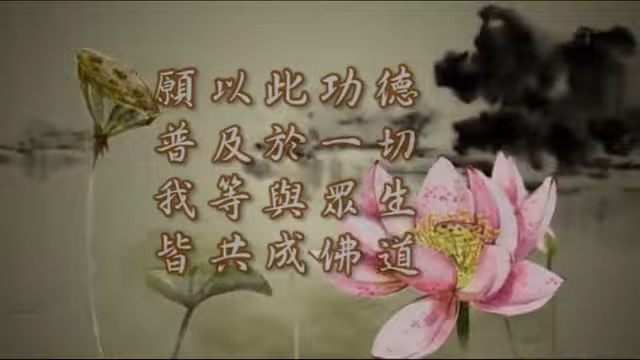 願以此功德
普及於一切
我等與眾生
皆共成佛道